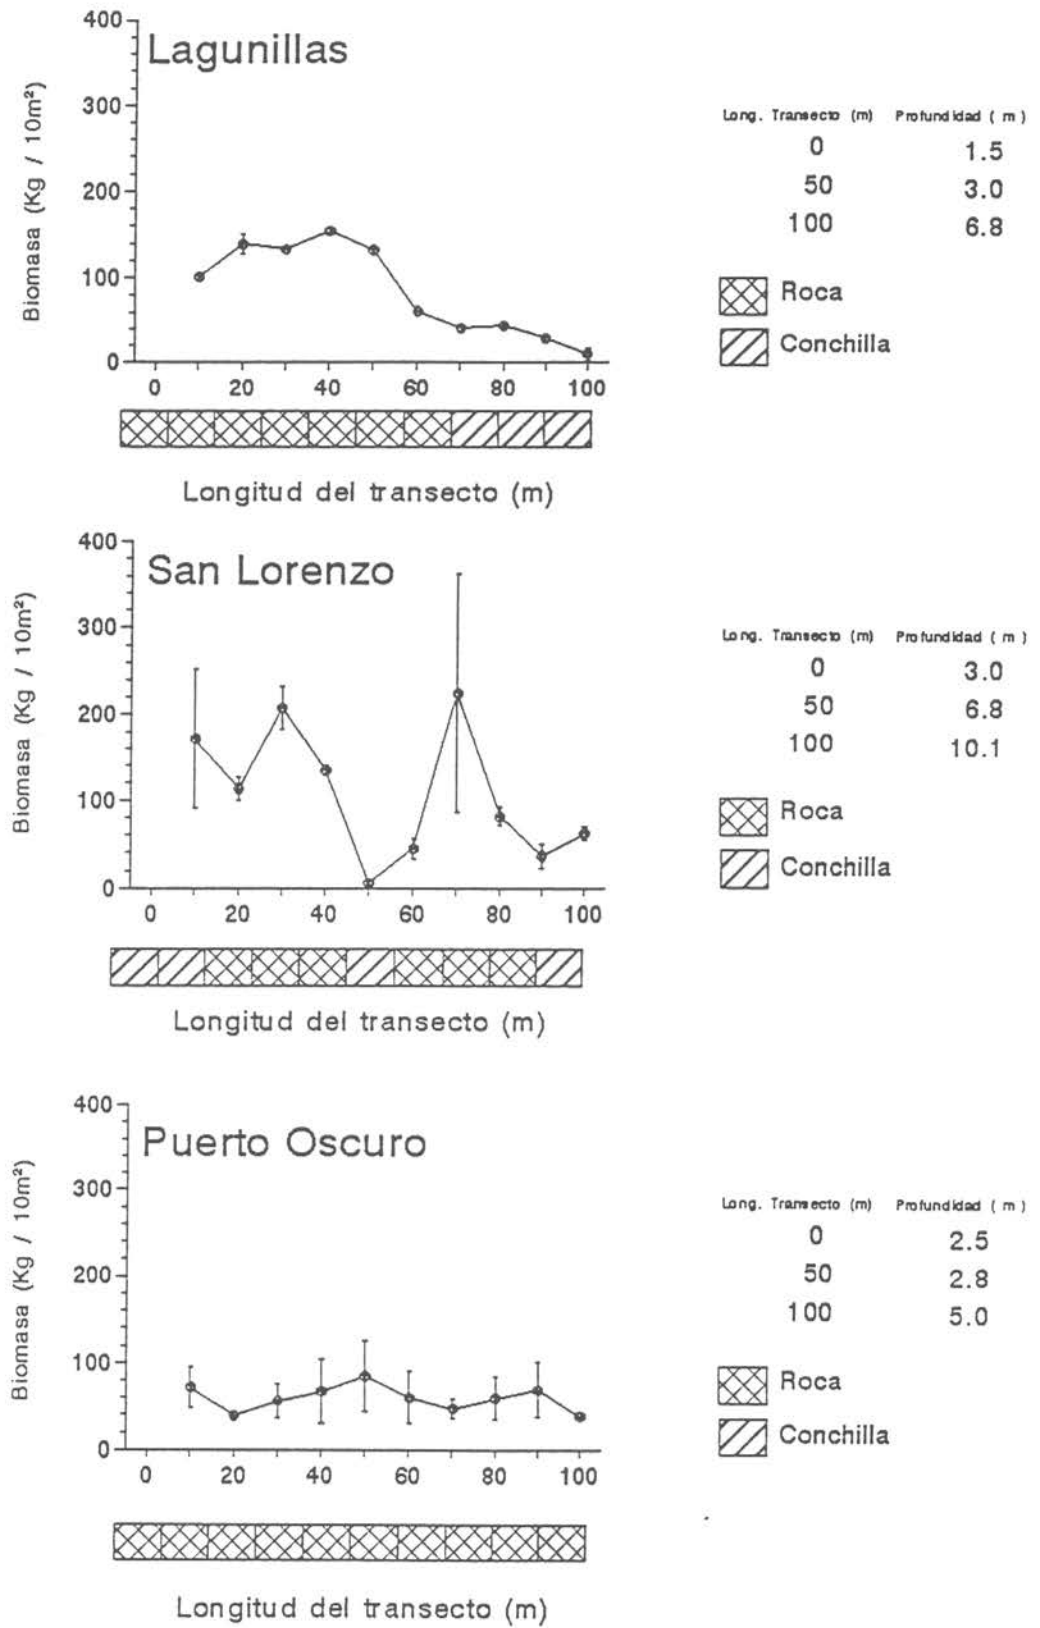 Lagunillas
Biomasa (Kg / 10m²)
400
300
200
100
0
0 20 40 60 80 100
Longitud del transecto (m)
Long. Transecto (m) Profundidad ( m )
0 1.5
50 3.0
100 6.8
Roca
Conchilla
San Lorenzo
Biomasa (Kg / 10m²)
400
300
200
100
0
0 20 40 60 80 100
Longitud del transecto (m)
Long. Transecto (m) Profundidad ( m )
0 3.0
50 6.8
100 10.1
Roca
Conchilla
Puerto Oscuro
Biomasa (Kg / 10m²)
400
300
200
100
0
0 20 40 60 80 100
Longitud del transecto (m)
Long. Transecto (m) Profundidad ( m )
0 2.5
50 2.8
100 5.0
Roca
Conchilla